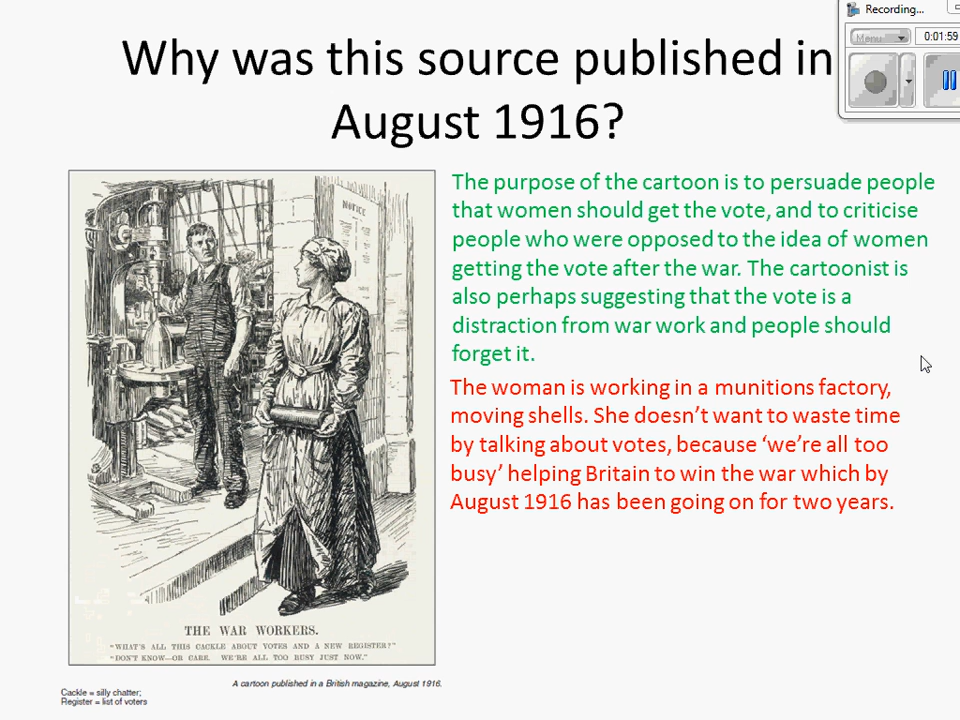 Recording...
Menu
0:01:59
Why was this source published in
August 1916?
The purpose of the cartoon is to persuade people
that women should get the vote, and to criticise
people who were opposed to the idea of women
getting the vote after the war. The cartoonist is
also perhaps suggesting that the vote is a
distraction from war work and people should
forget it.
The woman is working in a munitions factory,
moving shells. She doesn’t want to waste time
by talking about votes, because ‘we’re all too
busy’ helping Britain to win the war which by
August 1916 has been going on for two years.
NOTICE
THE WAR WORKERS.
"WHAT'S ALL THIS CACKLE ABOUT VOTES AND A NEW REGISTER?"
"DON'T KNOW—OR CARE. WE'RE ALL TOO BUSY JUST NOW."
A cartoon published in a British magazine, August 1916.
Cackle = silly chatter;
Register = list of voters